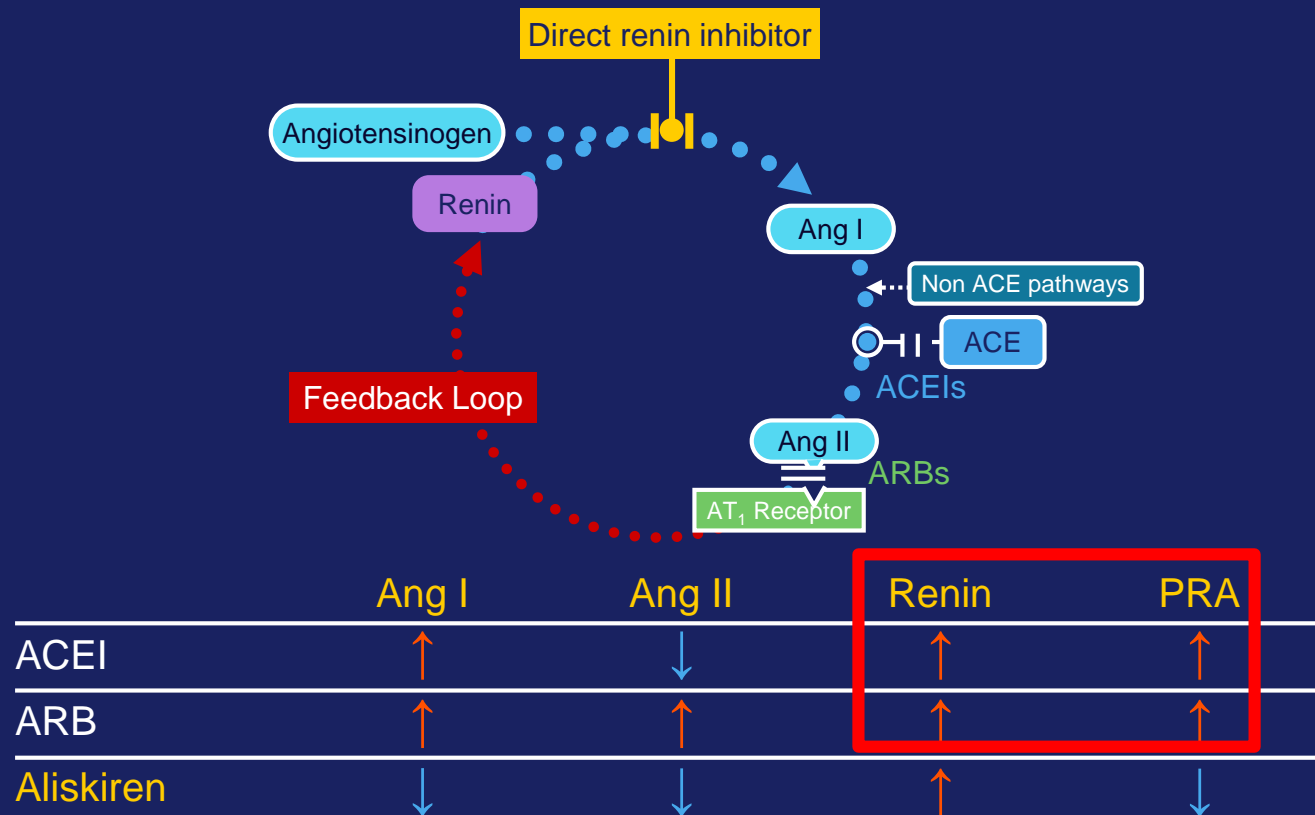 Direct renin inhibitor
Angiotensinogen
Renin
Ang I
Non ACE pathways
ACE
ACEIs
Feedback Loop
Ang II
ARBs
AT₁ Receptor
Ang I Ang II Renin PRA
ACEI ↑ ↓ ↑ ↑
ARB ↑ ↑ ↑ ↑
Aliskiren ↓ ↓ ↑ ↓